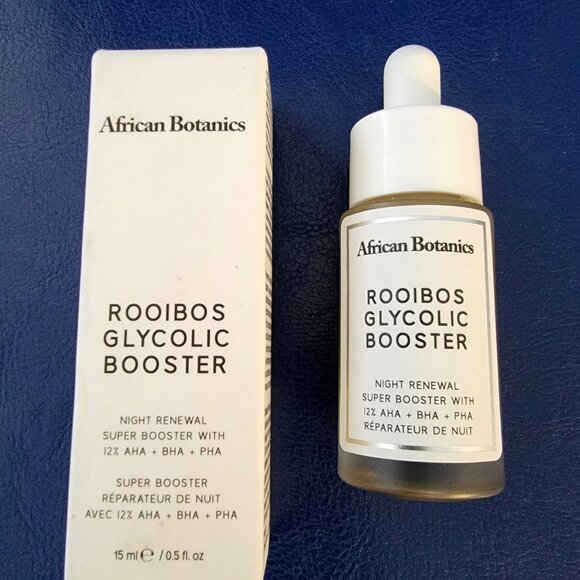 African Botanics
ROOIBOS
GLYCOLIC
BOOSTER
NIGHT RENEWAL
SUPER BOOSTER WITH
12% AHA + BHA + PHA
SUPER BOOSTER
RÉPARATEUR DE NUIT
AVEC 12% AHA + BHA + PHA
15 ml ℮ / 0.5 fl. oz
African Botanics
ROOIBOS
GLYCOLIC
BOOSTER
NIGHT RENEWAL
SUPER BOOSTER WITH
12% AHA + BHA + PHA
RÉPARATEUR DE NUIT